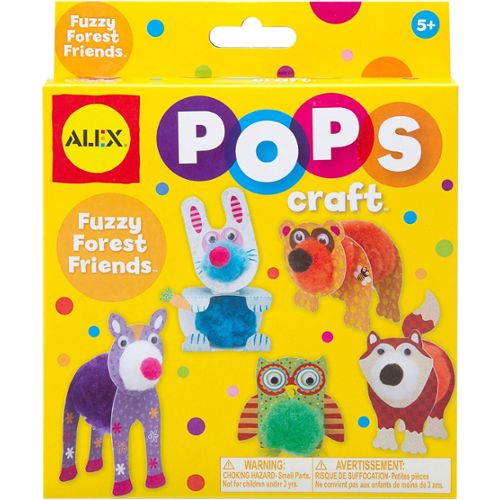 Fuzzy
Forest
Friends™
craft™
5+
ALEX®
POPS
craft™
Fuzzy
Forest
Friends™
WARNING:
CHOKING HAZARD- Small Parts.
Not for children under 3 yrs.
AVERTISSEMENT:
RISQUE DE SUFFOCATION- Petites pièces
Ne convient pas aux enfants de moins de 3 ans.